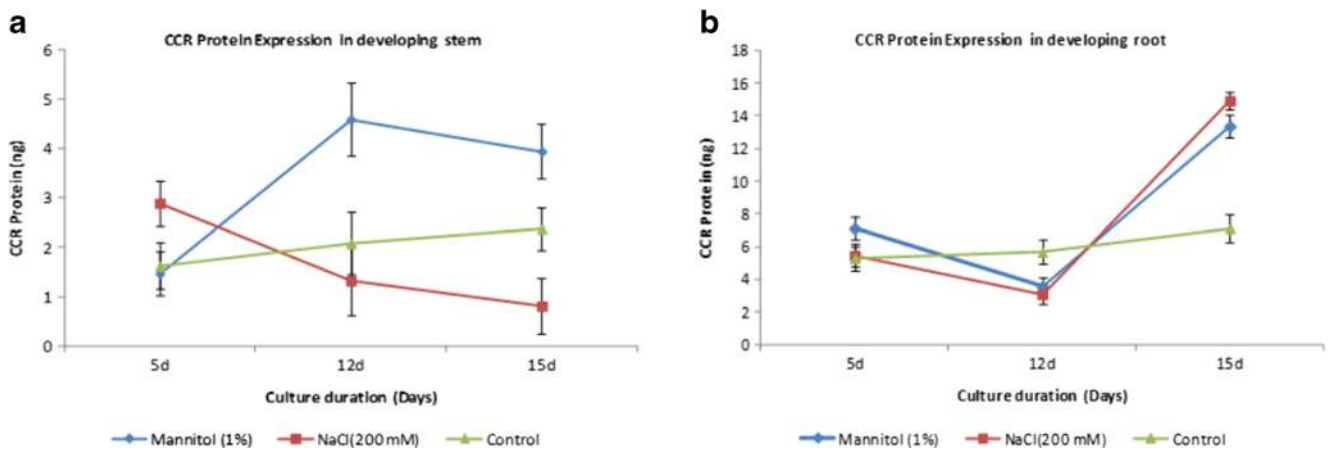 a
CCR Protein Expression in developing stem
6
5
4
3
2
1
0
CCR Protein (ng)
5d 12d 15d
Culture duration (Days)
Mannitol (1%) NaCl(200 mM) Control
b
CCR Protein Expression in developing root
18
16
14
12
10
8
6
4
2
0
CCR Protein (ng)
5d 12d 15d
Culture duration (Days)
Mannitol (1%) NaCl(200 mM) Control